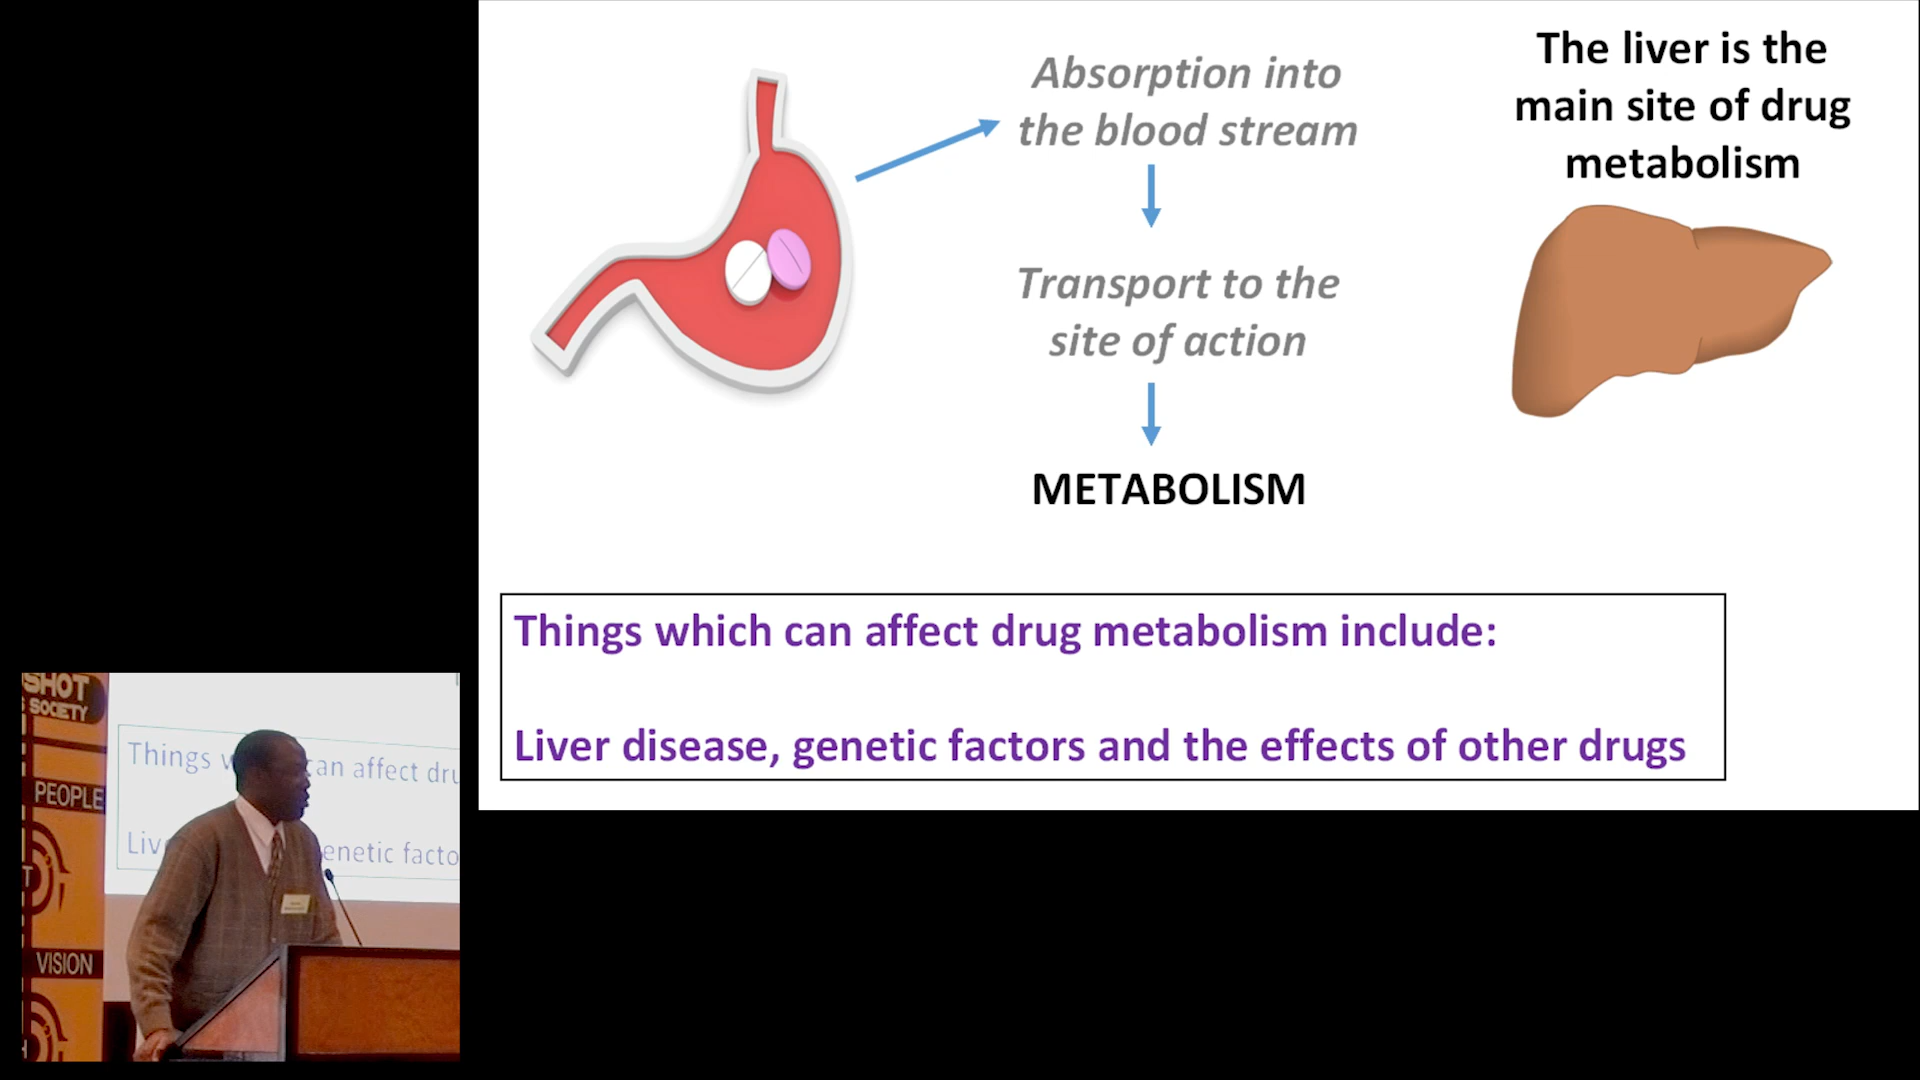 Absorption into
the blood stream
Transport to the
site of action
METABOLISM
The liver is the
main site of drug
metabolism
Things which can affect drug metabolism include:
Liver disease, genetic factors and the effects of other drugs
SHOT
SOCIETY
PEOPLE
VISION
Things
can affect dru
Liv
enetic facto